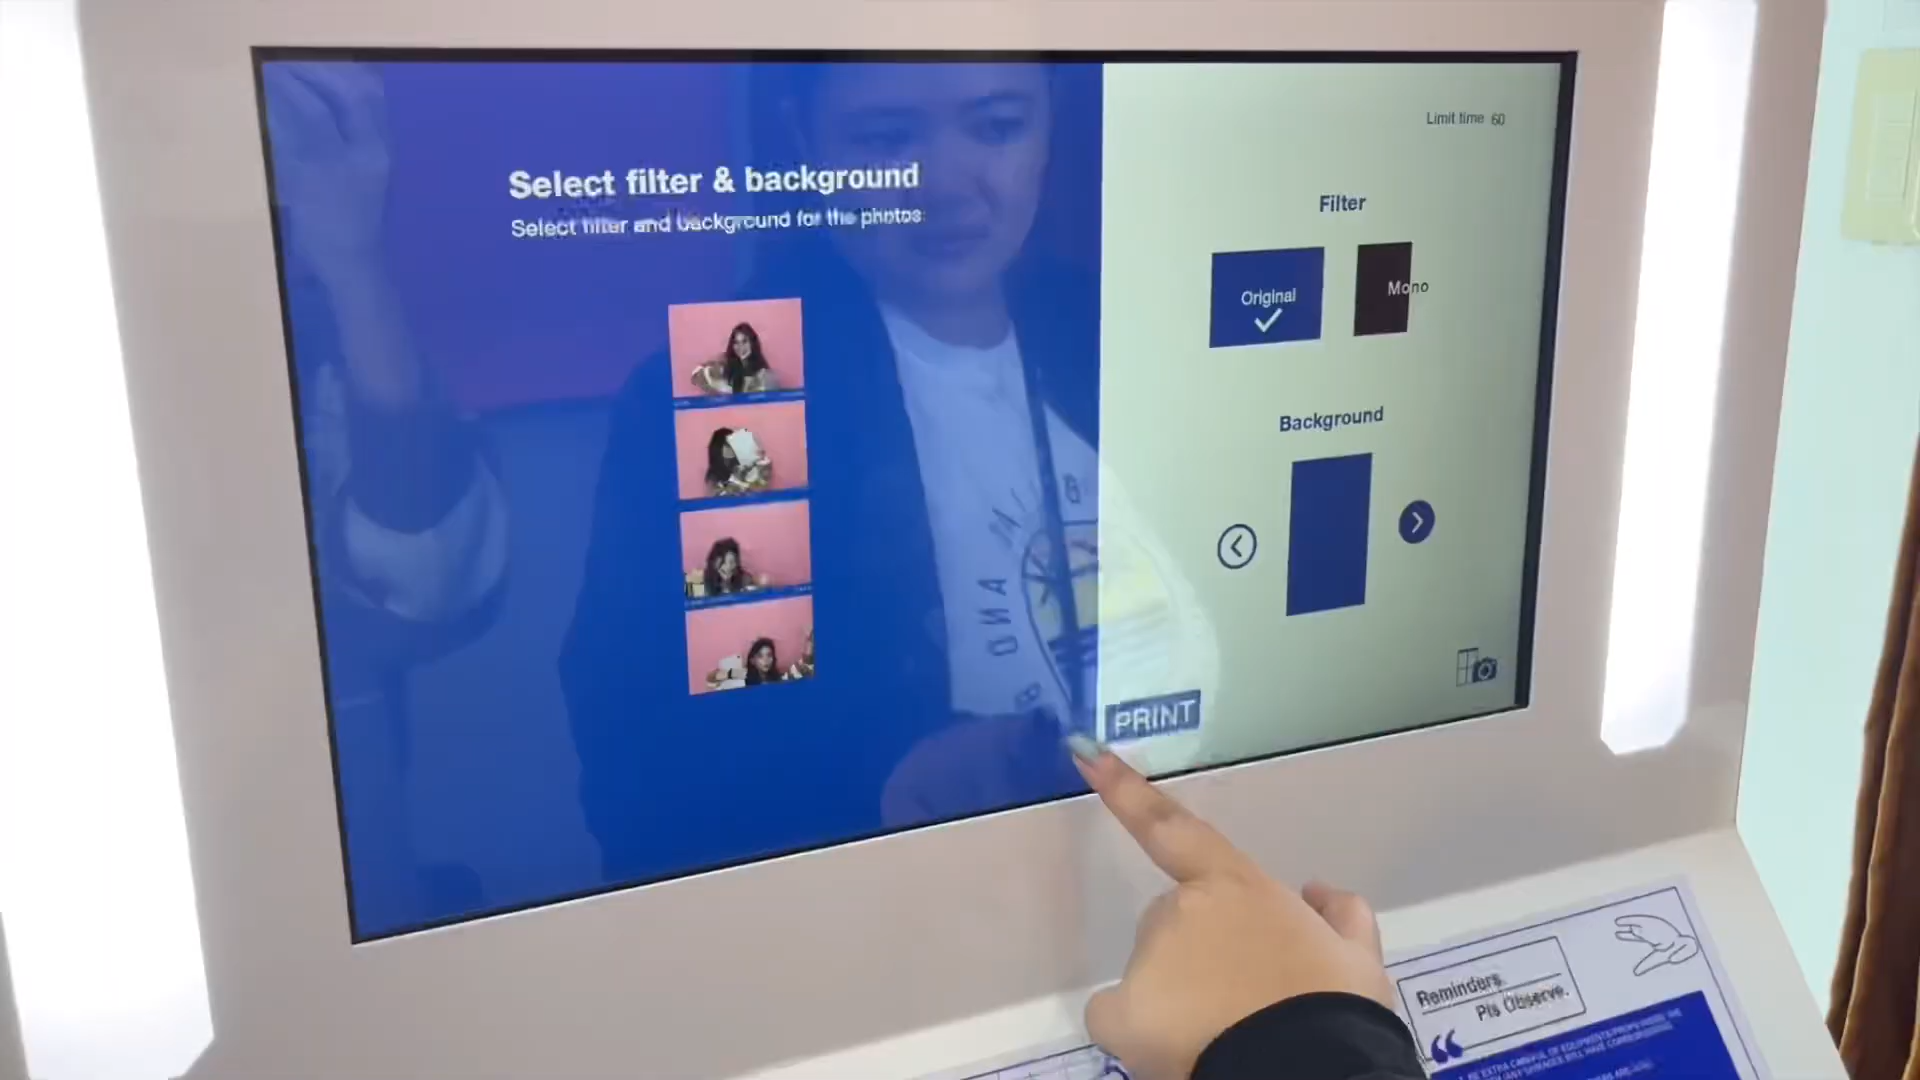 Select filter & background
Select filter and background for the photos
Limit time 60
Filter
Original
Mono
Background
PRINT
Reminders
Pls Observe.